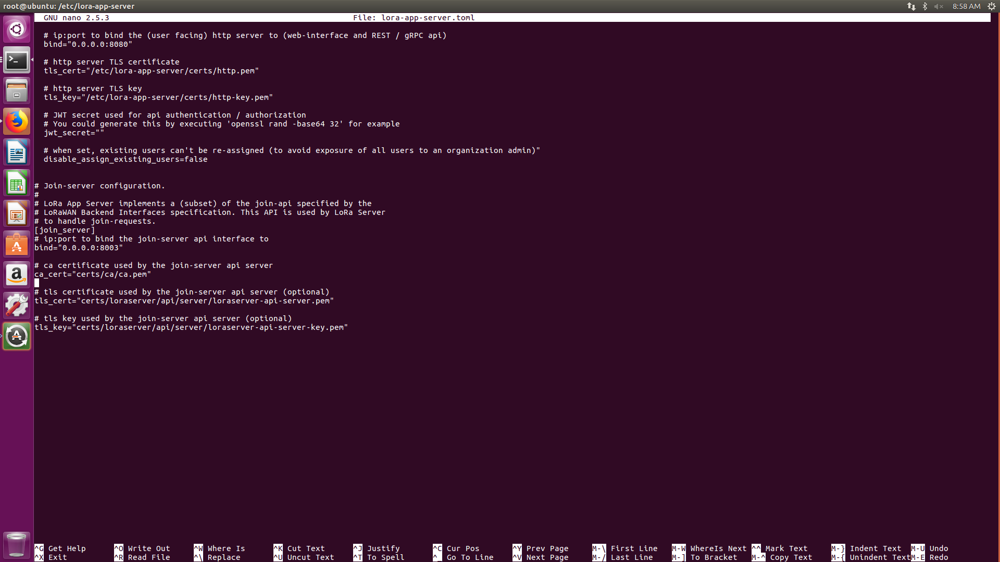 root@ubuntu: /etc/lora-app-server 8:58 AM
GNU nano 2.5.3 File: lora-app-server.toml
# ip:port to bind the (user facing) http server to (web-interface and REST / gRPC api)
bind="0.0.0.0:8080"
# http server TLS certificate
tls_cert="/etc/lora-app-server/certs/http.pem"
# http server TLS key
tls_key="/etc/lora-app-server/certs/http-key.pem"
# JWT secret used for api authentication / authorization
# You could generate this by executing 'openssl rand -base64 32' for example
jwt_secret=""
# when set, existing users can't be re-assigned (to avoid exposure of all users to an organization admin)"
disable_assign_existing_users=false
# Join-server configuration.
#
# LoRa App Server implements a (subset) of the join-api specified by the
# LoRaWAN Backend Interfaces specification. This API is used by LoRa Server
# to handle join-requests.
[join_server]
# ip:port to bind the join-server api interface to
bind="0.0.0.0:8003"
# ca certificate used by the join-server api server
ca_cert="certs/ca/ca.pem"
# tls certificate used by the join-server api server (optional)
tls_cert="certs/loraserver/api/server/loraserver-api-server.pem"
# tls key used by the join-server api server (optional)
tls_key="certs/loraserver/api/server/loraserver-api-server-key.pem"
^G Get Help ^O Write Out ^W Where Is ^K Cut Text ^J Justify ^C Cur Pos ^Y Prev Page M-\ First Line M-W WhereIs Next ^^ Mark Text M-} Indent Text M-U Undo
^X Exit ^R Read File ^\ Replace ^U Uncut Text ^T To Spell ^_ Go To Line ^V Next Page M-/ Last Line M-] To Bracket M-^ Copy Text M-{ Unindent Text M-E Redo